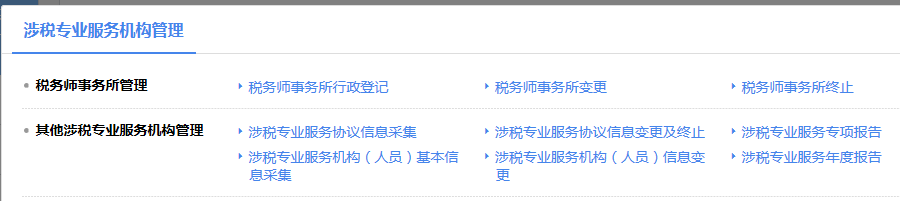 涉税专业服务机构管理
税务师事务所管理 税务师事务所行政登记 税务师事务所变更 税务师事务所终止
其他涉税专业服务机构管理 涉税专业服务协议信息采集 涉税专业服务协议信息变更及终止 涉税专业服务专项报告
涉税专业服务机构（人员）基本信
息采集
涉税专业服务机构（人员）信息变
更
涉税专业服务年度报告